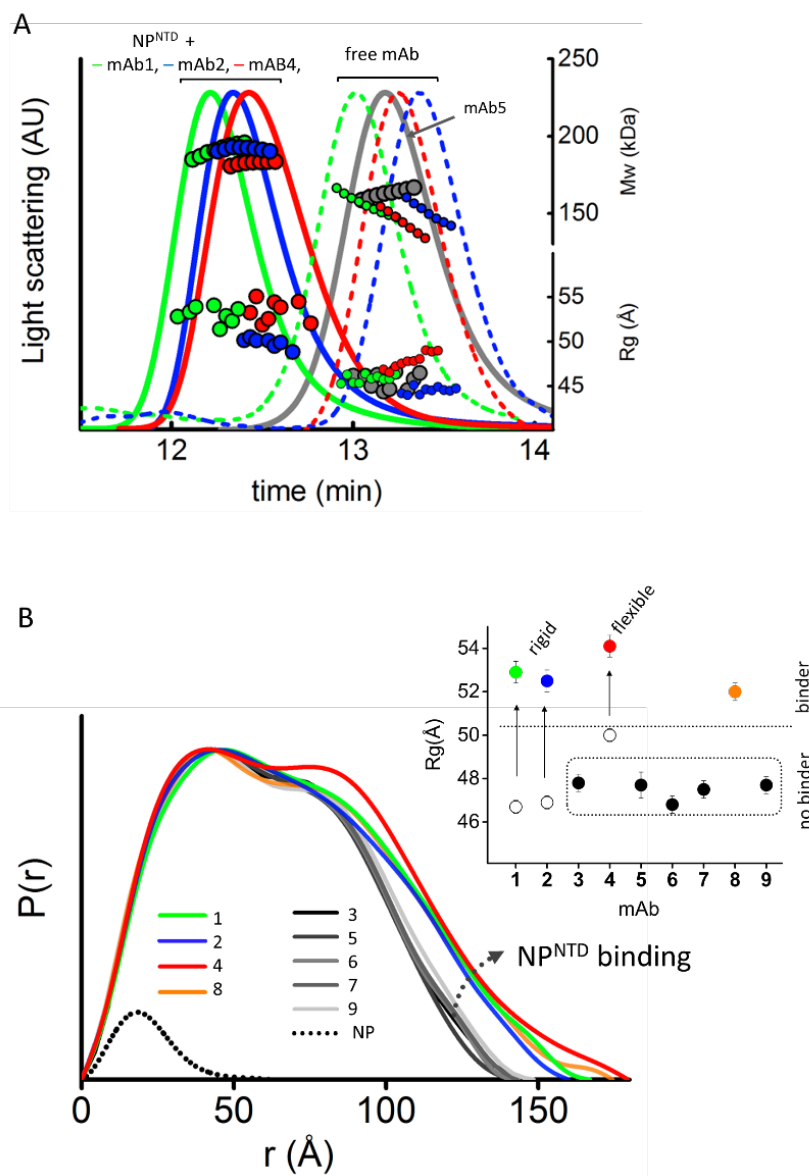 A
NP^NTD +
mAb1, mAb2, mAB4,
free mAb
mAb5
Light scattering (AU)
250
200
150
Mw (kDa)
55
50
45
Rg (Å)
12 13 14
time (min)
B
rigid
flexible
54
52
50
48
46
Rg(Å)
binder
no binder
1 2 3 4 5 6 7 8 9
mAb
P(r)
1
2
4
8
3
5
6
7
9
NP
NP^NTD binding
0 50 100 150
r (Å)